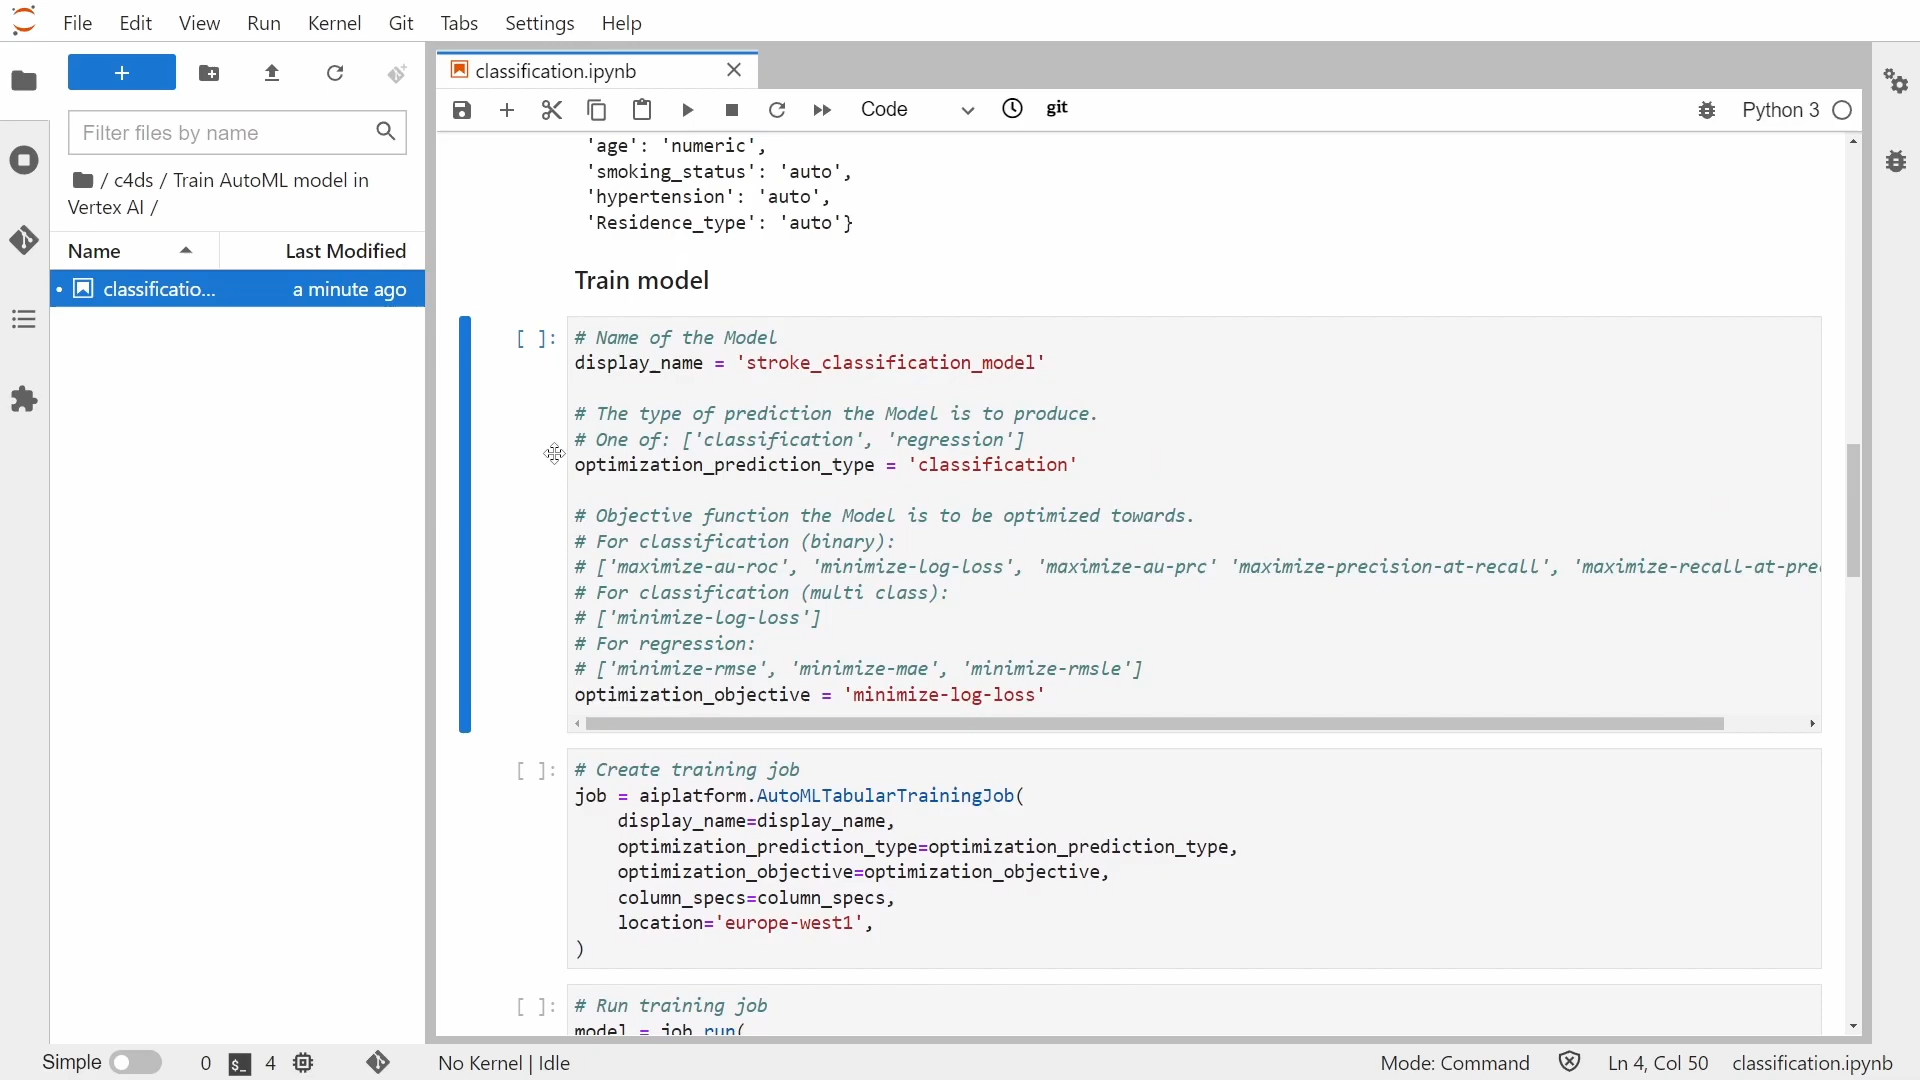 File Edit View Run Kernel Git Tabs Settings Help
+
Filter files by name
/ c4ds / Train AutoML model in
Vertex AI /
Name Last Modified
classificatio... a minute ago
classification.ipynb
Code
git
Python 3
'age': 'numeric',
'smoking_status': 'auto',
'hypertension': 'auto',
'Residence_type': 'auto'}
Train model
[ ]:
# Name of the Model
display_name = 'stroke_classification_model'
# The type of prediction the Model is to produce.
# One of: ['classification', 'regression']
optimization_prediction_type = 'classification'
# Objective function the Model is to be optimized towards.
# For classification (binary):
# ['maximize-au-roc', 'minimize-log-loss', 'maximize-au-prc' 'maximize-precision-at-recall', 'maximize-recall-at-pre
# For classification (multi class):
# ['minimize-log-loss']
# For regression:
# ['minimize-rmse', 'minimize-mae', 'minimize-rmsle']
optimization_objective = 'minimize-log-loss'
[ ]:
# Create training job
job = aiplatform.AutoMLTabularTrainingJob(
display_name=display_name,
optimization_prediction_type=optimization_prediction_type,
optimization_objective=optimization_objective,
column_specs=column_specs,
location='europe-west1',
)
[ ]:
# Run training job
model = job.run(
Simple 0 $_ 4 No Kernel | Idle Mode: Command Ln 4, Col 50 classification.ipynb